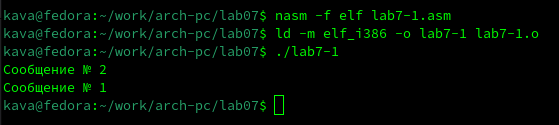 kava@fedora:~/work/arch-pc/lab07$ nasm -f elf lab7-1.asm
kava@fedora:~/work/arch-pc/lab07$ ld -m elf_i386 -o lab7-1 lab7-1.o
kava@fedora:~/work/arch-pc/lab07$ ./lab7-1
Сообщение № 2
Сообщение № 1
kava@fedora:~/work/arch-pc/lab07$